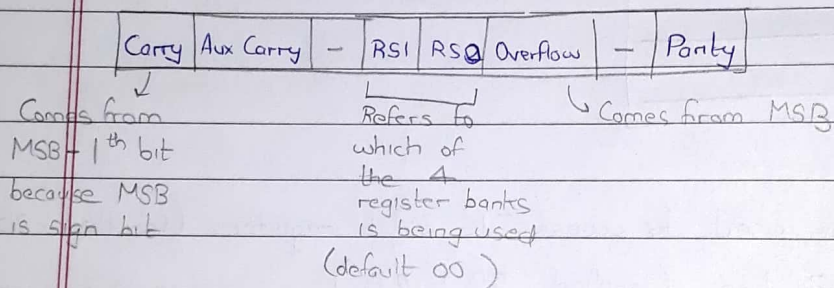 Carry Aux Carry - RS1 RS0 Overflow - Parity
Comes from
MSB-1th bit
because MSB
is sign bit
Refers to
which of
the 4
register banks
is being used
(default 00)
Comes from MSB